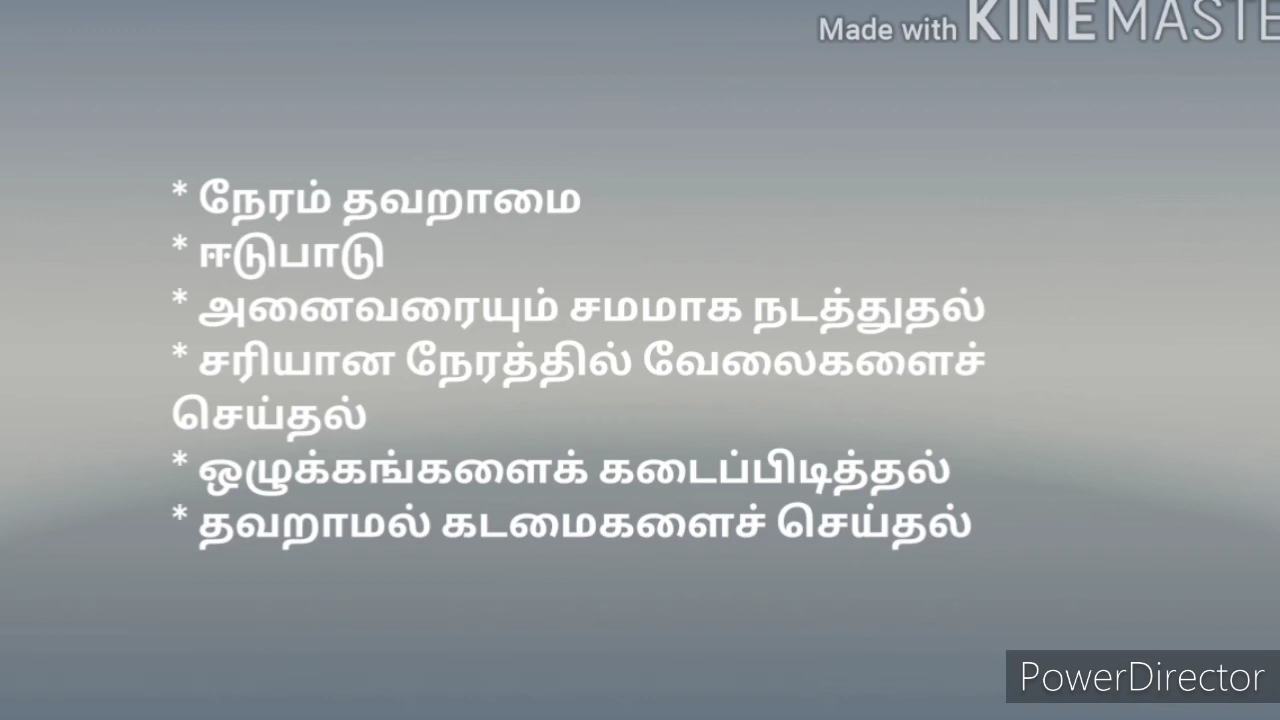 Made with KINEMASTE
* நேரம் தவறாமை
* ஈடுபாடு
* அனைவரையும் சமமாக நடத்துதல்
* சரியான நேரத்தில் வேலைகளைச்
செய்தல்
* ஒழுக்கங்களைக் கடைப்பிடித்தல்
* தவறாமல் கடமைகளைச் செய்தல்
PowerDirector